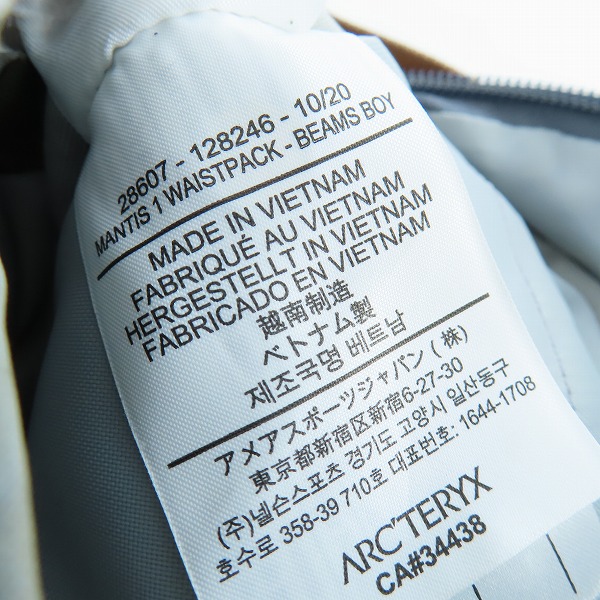 28607 - 128246 - 10/20
MANTIS 1 WAISTPACK - BEAMS BOY
MADE IN VIETNAM
FABRIQUÉ AU VIETNAM
HERGESTELLT IN VIETNAM
FABRICADO EN VIETNAM
越南制造
ベトナム製
제조국명 베트남
アメアスポーツジャパン (株)
東京都新宿区新宿6-27-30
(주)넬슨스포츠 경기도 고양시 일산동구
호수로 358-39 710호 대표번호: 1644-1708
ARC'TERYX
CA#34438